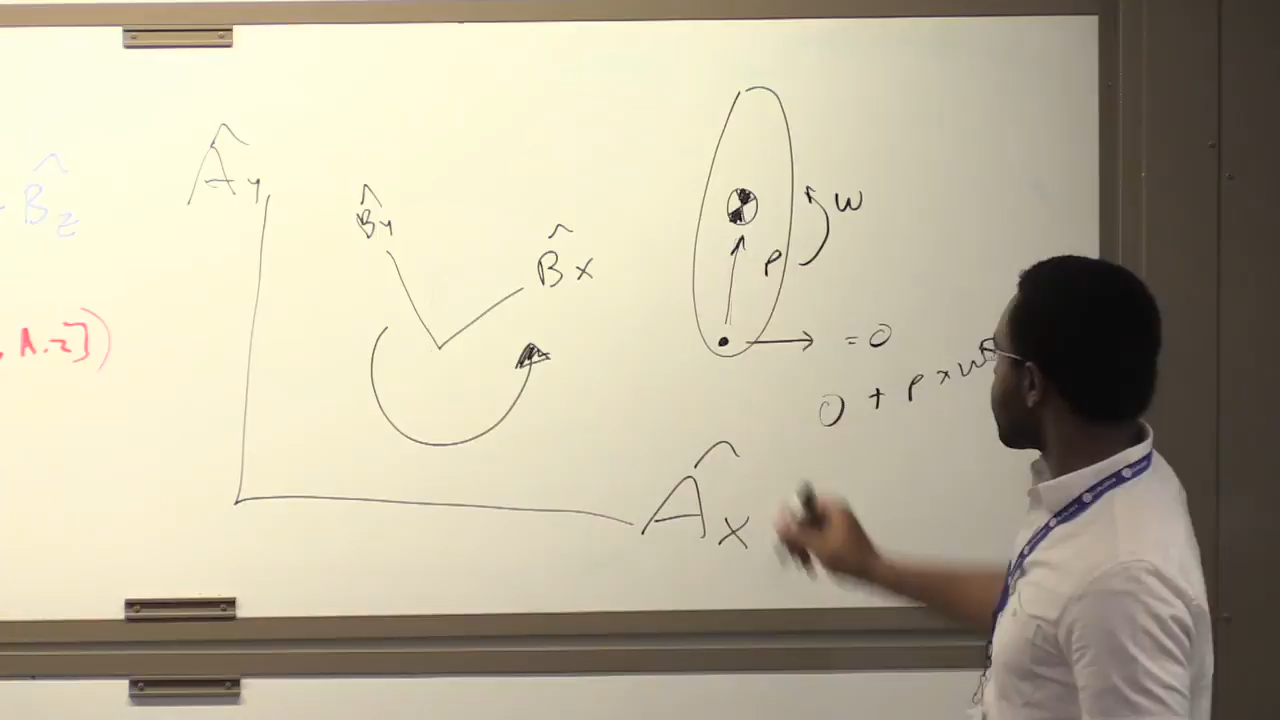 B̂z
, A.z])
Ây
B̂y
B̂x
Âx
w
ρ
= 0
0 + ρ × w